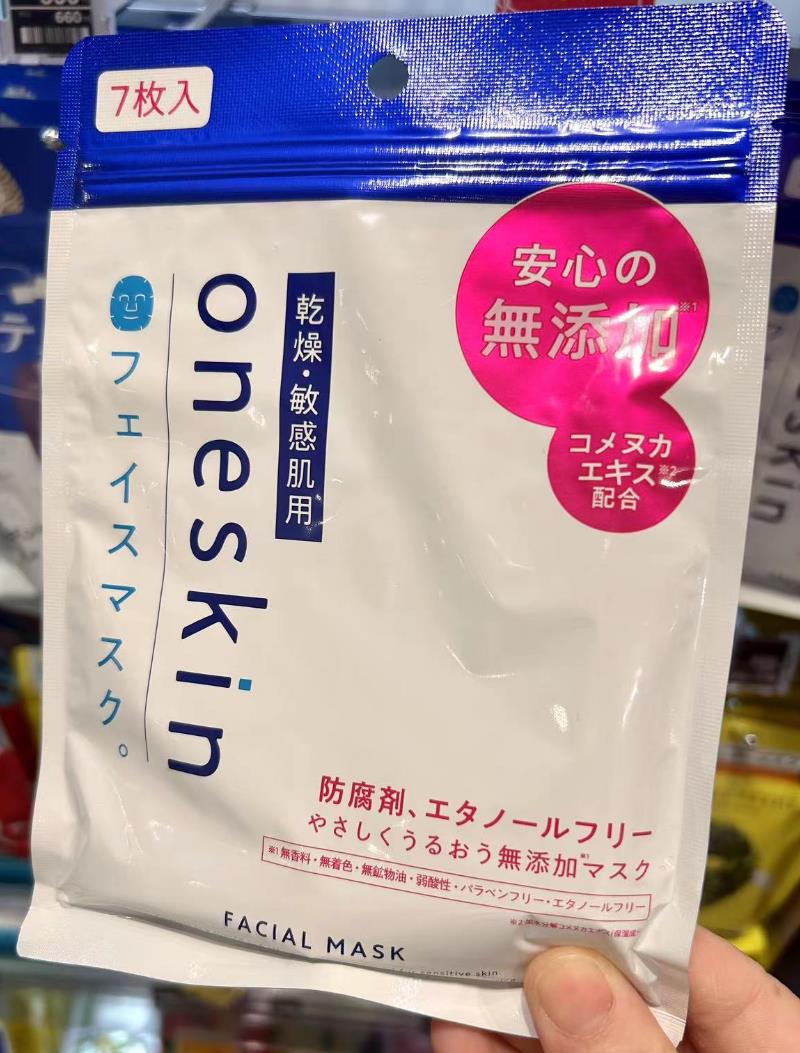 660
7枚入
安心の
無添加※1
コメヌカ
エキス※2
配合
乾燥・敏感肌用
oneskin
フェイスマスク。
防腐剤、エタノールフリー
やさしくうるおう無添加※1マスク
※1 無香料・無着色・無鉱物油・弱酸性・パラベンフリー・エタノールフリー
FACIAL MASK
for sensitive skin.